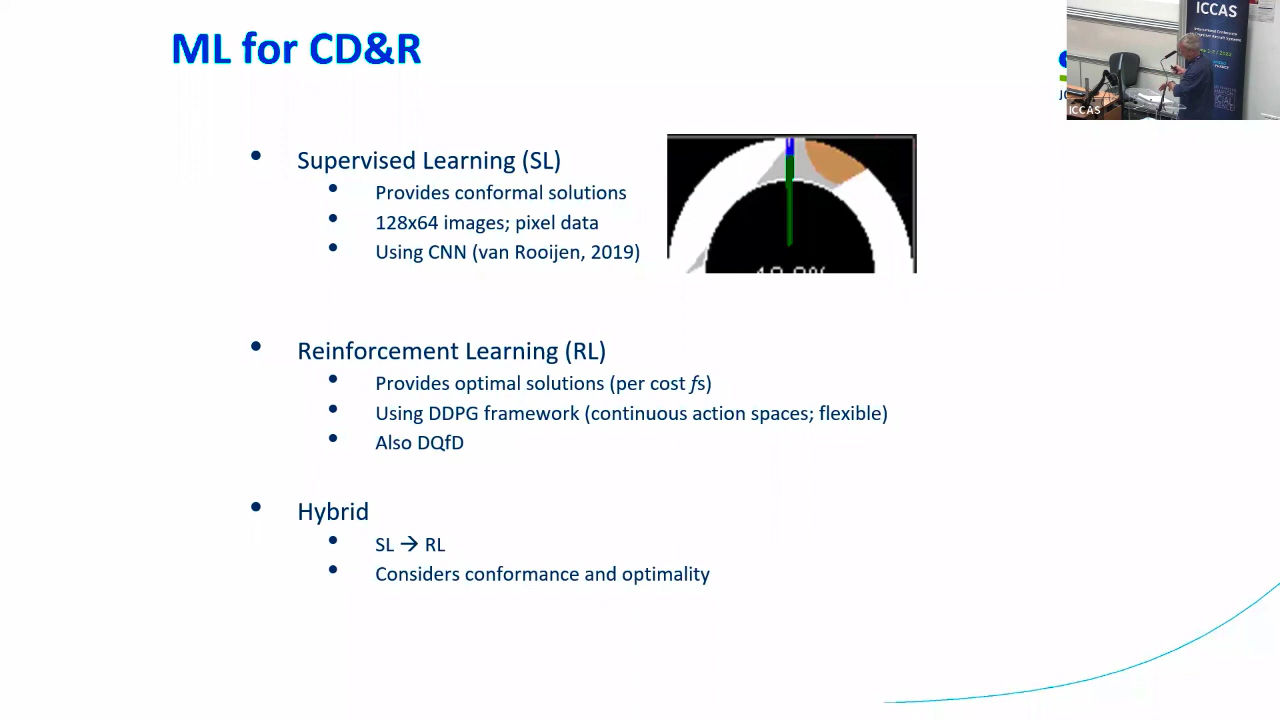 ML for CD&R
ICCAS
ICCAS
Supervised Learning (SL)
Provides conformal solutions
128x64 images; pixel data
Using CNN (van Rooijen, 2019)
Reinforcement Learning (RL)
Provides optimal solutions (per cost fs)
Using DDPG framework (continuous action spaces; flexible)
Also DQfD
Hybrid
SL → RL
Considers conformance and optimality